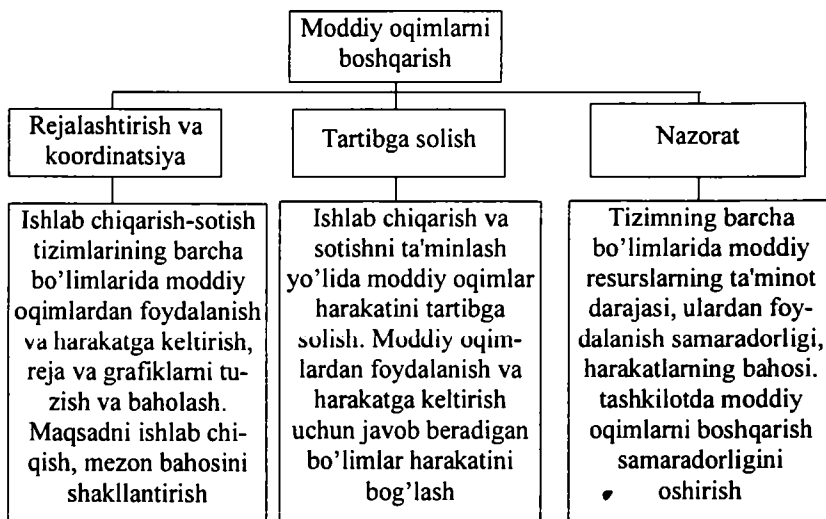 Moddiy oqimlarni
boshqarish
Rejalashtirish va
koordinatsiya
Tartibga solish
Nazorat
Ishlab chiqarish-sotish
tizimlarining barcha
bo’limlarida moddiy
oqimlardan foydalanish
va harakatga keltirish,
reja va grafiklarni tu-
zish va baholash.
Maqsadni ishlab chi-
qish, mezon bahosini
shakllantirish
Ishlab chiqarish va
sotishni ta'minlash
yo’lida moddiy oqimlar
harakatini tartibga
solish. Moddiy oqim-
lardan foydalanish va
harakatga keltirish
uchun javob beradigan
bo’limlar harakatini
bog’lash
Tizimning barcha
bo’limlarida moddiy
resurslarning ta'minot
darajasi, ulardan foy-
dalanish samaradorligi,
harakatlarning bahosi.
tashkilotda moddiy
oqimlarni boshqarish
samaradorligini
oshirish